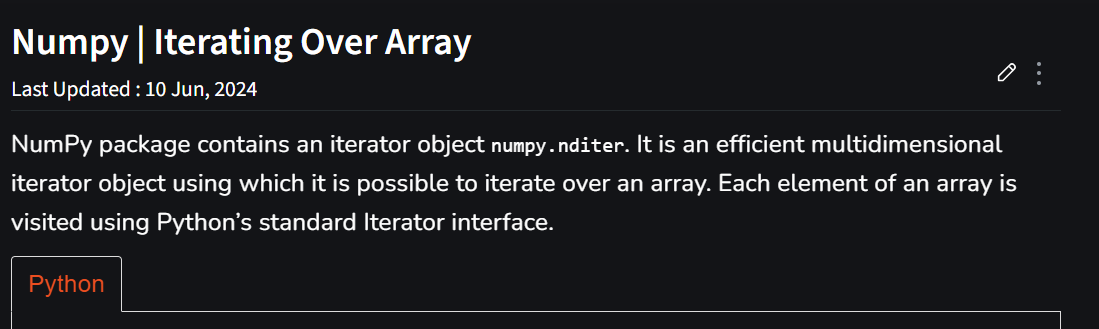 Numpy | Iterating Over Array
Last Updated : 10 Jun, 2024
NumPy package contains an iterator object numpy.nditer. It is an efficient multidimensional
iterator object using which it is possible to iterate over an array. Each element of an array is
visited using Python’s standard Iterator interface.
Python